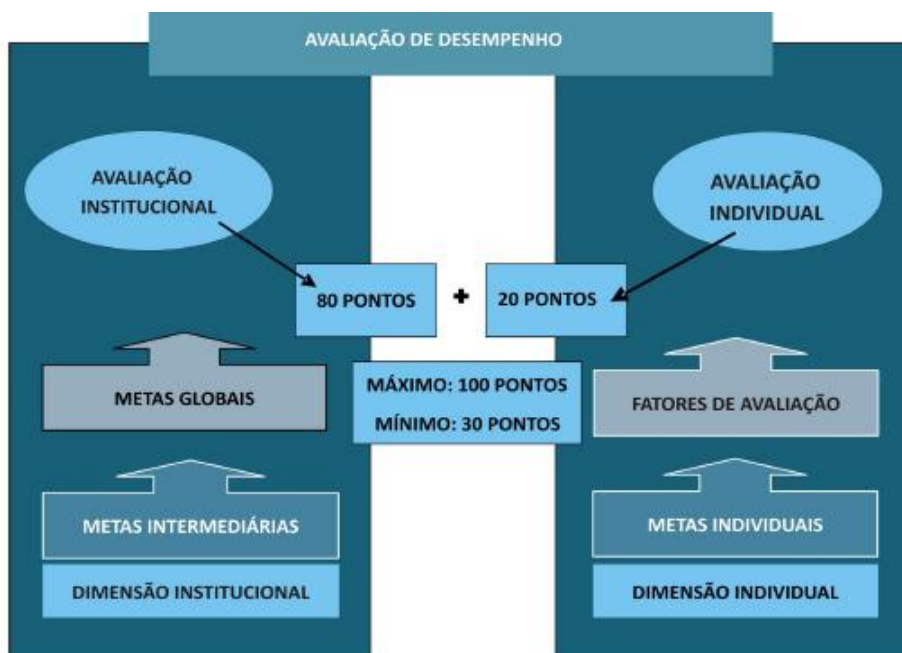 AVALIAÇÃO DE DESEMPENHO
AVALIAÇÃO
INSTITUCIONAL
AVALIAÇÃO
INDIVIDUAL
80 PONTOS
+
20 PONTOS
METAS GLOBAIS
MÁXIMO: 100 PONTOS
MÍNIMO: 30 PONTOS
FATORES DE AVALIAÇÃO
METAS INTERMEDIÁRIAS
METAS INDIVIDUAIS
DIMENSÃO INSTITUCIONAL
DIMENSÃO INDIVIDUAL